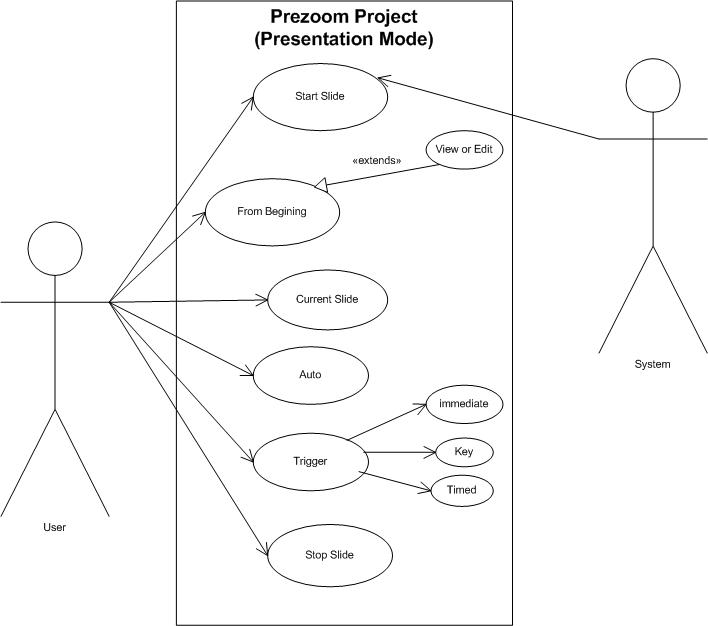 Prezoom Project
(Presentation Mode)
Start Slide
View or Edit
«extends»
From Begining
Current Slide
Auto
immediate
Trigger
Key
Timed
Stop Slide
User
System